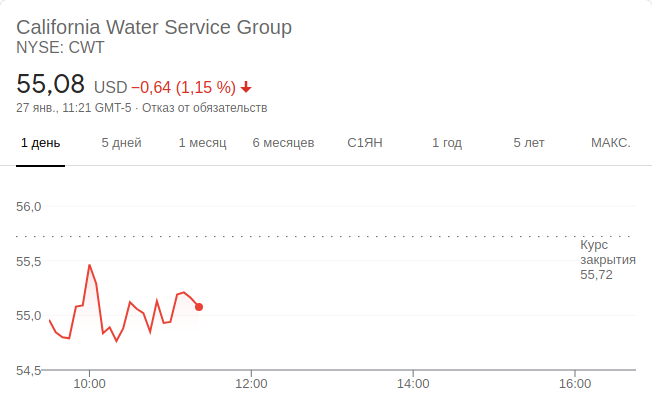 California Water Service Group
NYSE: CWT
55,08 USD −0,64 (1,15 %)
27 янв., 11:21 GMT-5 · Отказ от обязательств
1 день 5 дней 1 месяц 6 месяцев С1ЯН 1 год 5 лет МАКС.
56,0
Курс
55,5 закрытия
55,72
55,0
54,5
10:00 12:00 14:00 16:00